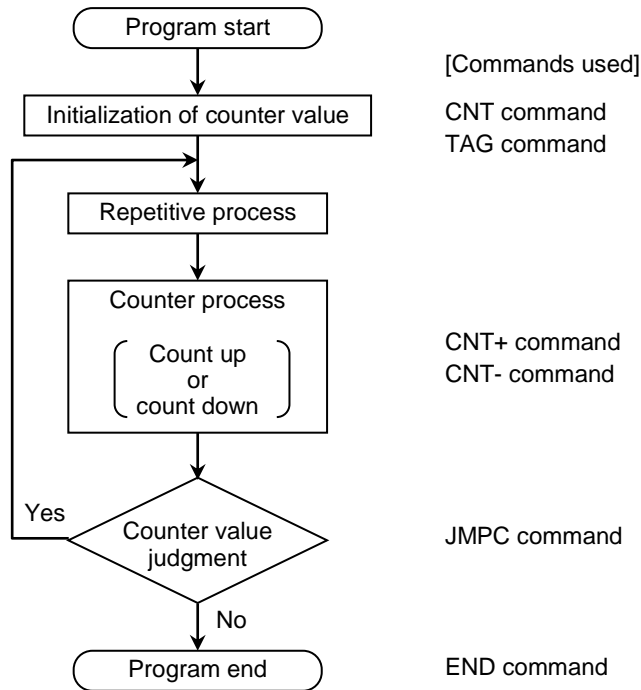 Program start
[Commands used]
Initialization of counter value
CNT command
TAG command
Repetitive process
Counter process
Count up
or
count down
CNT+ command
CNT- command
Yes
Counter value
judgment
JMPC command
No
Program end
END command